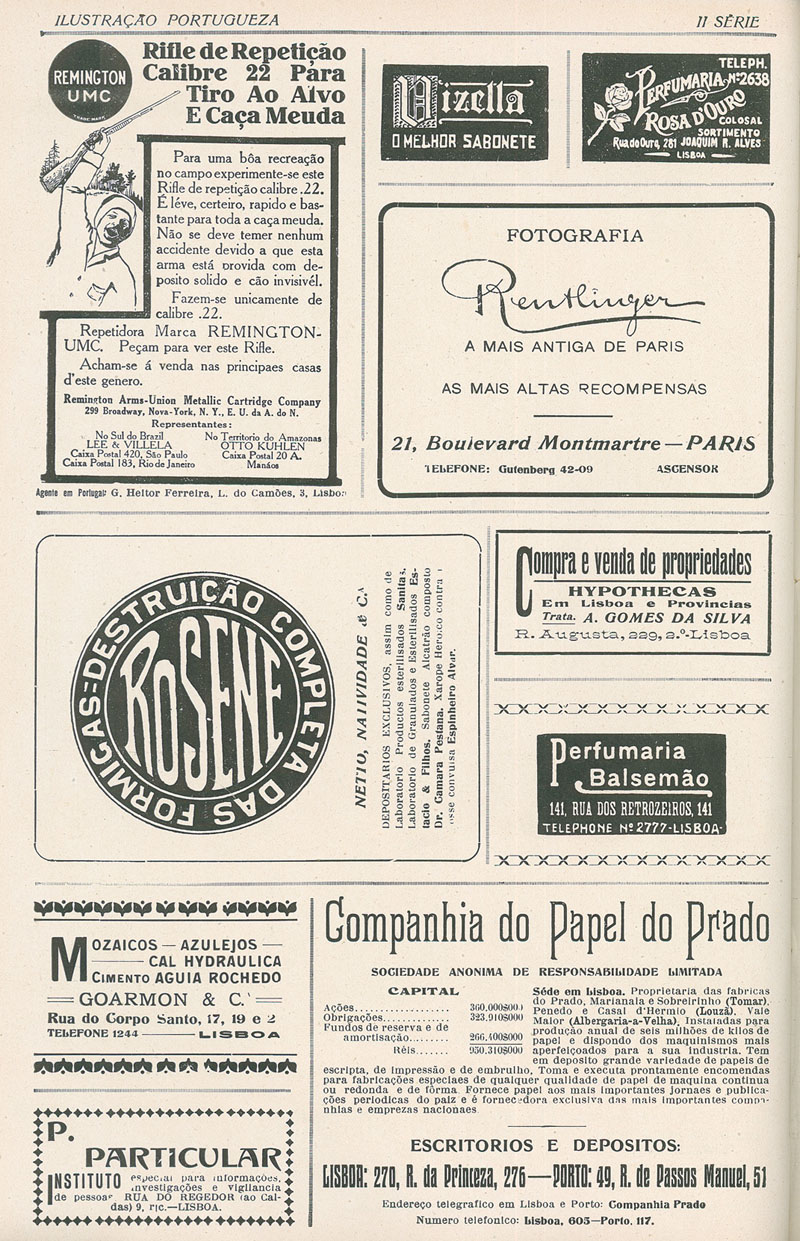 ILUSTRAÇÃO PORTUGUEZA
II SÉRIE
REMINGTON
UMC
TRADE MARK
Rifle de Repetição
Calibre 22 Para
Tiro Ao Alvo
E Caça Meuda
Para uma bôa recreação
no campo experimente-se este
Rifle de repetição calibre .22.
É léve, certeiro, rapido e bas-
tante para toda a caça meuda.
Não se deve temer nenhum
accidente devido a que esta
arma está provida com de-
posito solido e cão invisivél.
Fazem-se unicamente de
calibre .22.
Repetidora Marca REMINGTON-
UMC. Peçam para ver este Rifle.
Acham-se á venda nas principaes casas
d'este genero.
Remington Arms-Union Metallic Cartridge Company
299 Broadway, Nova-York, N. Y., E. U. da A. do N.
Representantes:
No Sul do Brazil
LEE & VILLELA
Caixa Postal 420, São Paulo
Caixa Postal 183, Rio de Janeiro
No Territorio do Amazonas
OTTO KUHLEN
Caixa Postal 20 A.
Manáos
Agente em Portugal: G. Heitor Ferreira, L. do Camões, 3, Lisbo
Mizella
O MELHOR SABONETE
TELEPH.
Nº 2638
PERFUMARIA
ROSA D'OURO
COLOSAL
SORTIMENTO
Rua do Ouro, 281 JOAQUIM R. ALVES
LISBOA
FOTOGRAFIA
Reutlinger
A MAIS ANTIGA DE PARIS
AS MAIS ALTAS RECOMPENSAS
21, Boulevard Montmartre — PARIS
TELEFONE: Gutenberg 42-09 ASCENSOR
DESTRUIÇÃO COMPLETA DAS FORMIGAS
ROSENE
NETTO, NATIVIDADE & C.ª
DEPOSITARIOS EXCLUSIVOS, assim como de
Laboratorio Productos esterilisados Sanitas,
Laboratorio de Granulados e Esterilisados Es-
tacio & Filhos, Sabonete Alcatrão composto
Dr. Camara Pestana, Xarope Heroico contra
osse convulsa Espinheiro Alvar.
Compra e venda de propriedades
HYPOTHECAS
Em Lisboa e Provincias
Trata. A. GOMES DA SILVA
R. Augusta, 229, 2.º-Lisboa
Perfumaria
Balsemão
141, RUA DOS RETROZEIROS, 141
TELEPHONE Nº 2777-LISBOA
MOZAICOS — AZULEJOS —
CAL HYDRAULICA
CIMENTO AGUIA ROCHEDO
GOARMON & C.ª
Rua do Corpo Santo, 17, 19 e 2
TELEFONE 1244 — LISBOA
P. PARTICULAR
INSTITUTO especial para informações,
investigações e vigilancia
de pessoas RUA DO REGEDOR (ao Cal-
das) 9, r|c.—LISBOA.
Companhia do Papel do Prado
SOCIEDADE ANONIMA DE RESPONSABILIDADE LIMITADA
CAPITAL
Ações.................. 360.000$000
Obrigações............. 323.910$000
Fundos de reserva e de
amortisação........ 266.400$000
Réis...... 950.310$000
Séde em Lisboa. Proprietaria das fabricas
do Prado, Marianaia e Sobreirinho (Tomar),
Penedo e Casal d'Hermio (Louzã), Vale
Maior (Albergaria-a-Velha), Instaladas para
produção anual de seis milhões de kilos de
papel e dispondo dos maquinismos mais
aperfeiçoados para a sua industria. Tem
em deposito grande variedade de papeis de
escripta, de impressão e de embrulho. Toma e executa prontamente encomendas
para fabricações especiaes de qualquer qualidade de papel de maquina continua
ou redonda e de fôrma. Fornece papel aos mais importantes jornaes e publica-
ções periodicas do paiz e é fornecedora exclusiva das mais importantes compa-
nhias e emprezas nacionaes
ESCRITORIOS E DEPOSITOS:
LISBOA: 270, R. da Princeza, 276—PORTO: 49, R. de Passos Manuel, 51
Endereço telegrafico em Lisboa e Porto: Companhia Prado
Numero telefonico: Lisboa, 605—Porto, 117.